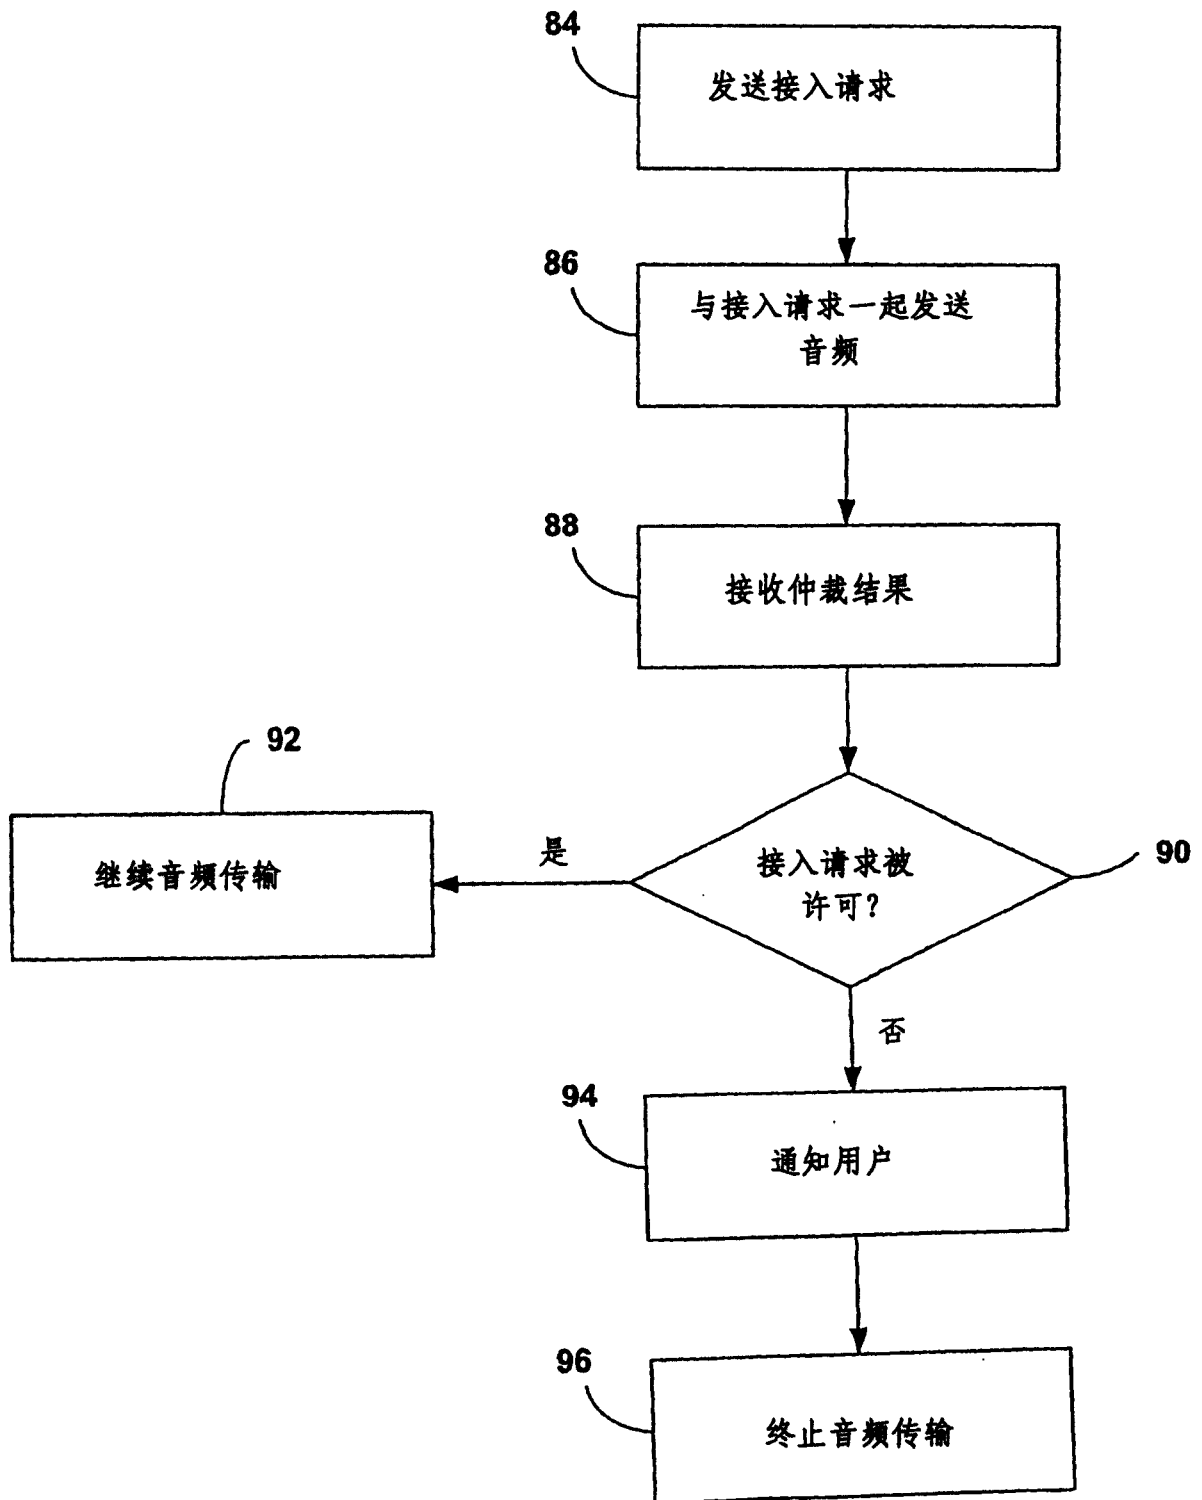 84
发送接入请求
86
与接入请求一起发送
音频
88
接收仲裁结果
92
继续音频传输
是
接入请求被
许可?
90
否
94
通知用户
96
终止音频传输